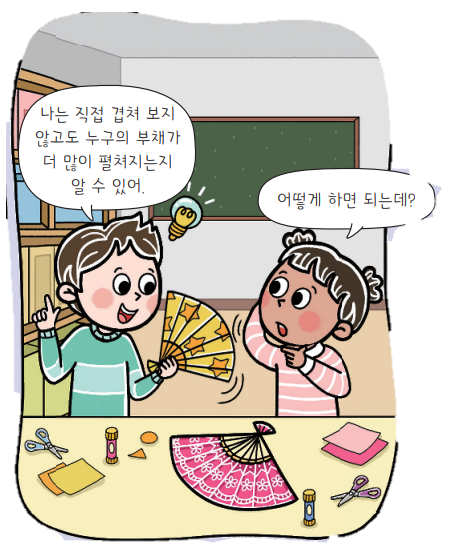 나는 직접 겹쳐 보지
않고도 누구의 부채가
더 많이 펼쳐지는지
알 수 있어.
어떻게 하면 되는데?